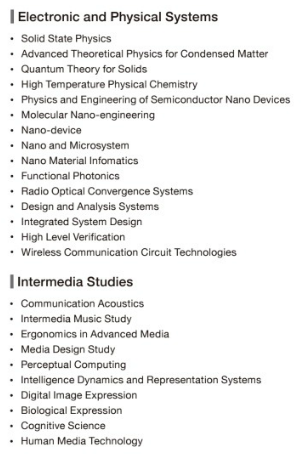 Electronic and Physical Systems
• Solid State Physics
• Advanced Theoretical Physics for Condensed Matter
• Quantum Theory for Solids
• High Temperature Physical Chemistry
• Physics and Engineering of Semiconductor Nano Devices
• Molecular Nano-engineering
• Nano-device
• Nano and Microsystem
• Nano Material Infomatics
• Functional Photonics
• Radio Optical Convergence Systems
• Design and Analysis Systems
• Integrated System Design
• High Level Verification
• Wireless Communication Circuit Technologies
Intermedia Studies
• Communication Acoustics
• Intermedia Music Study
• Ergonomics in Advanced Media
• Media Design Study
• Perceptual Computing
• Intelligence Dynamics and Representation Systems
• Digital Image Expression
• Biological Expression
• Cognitive Science
• Human Media Technology